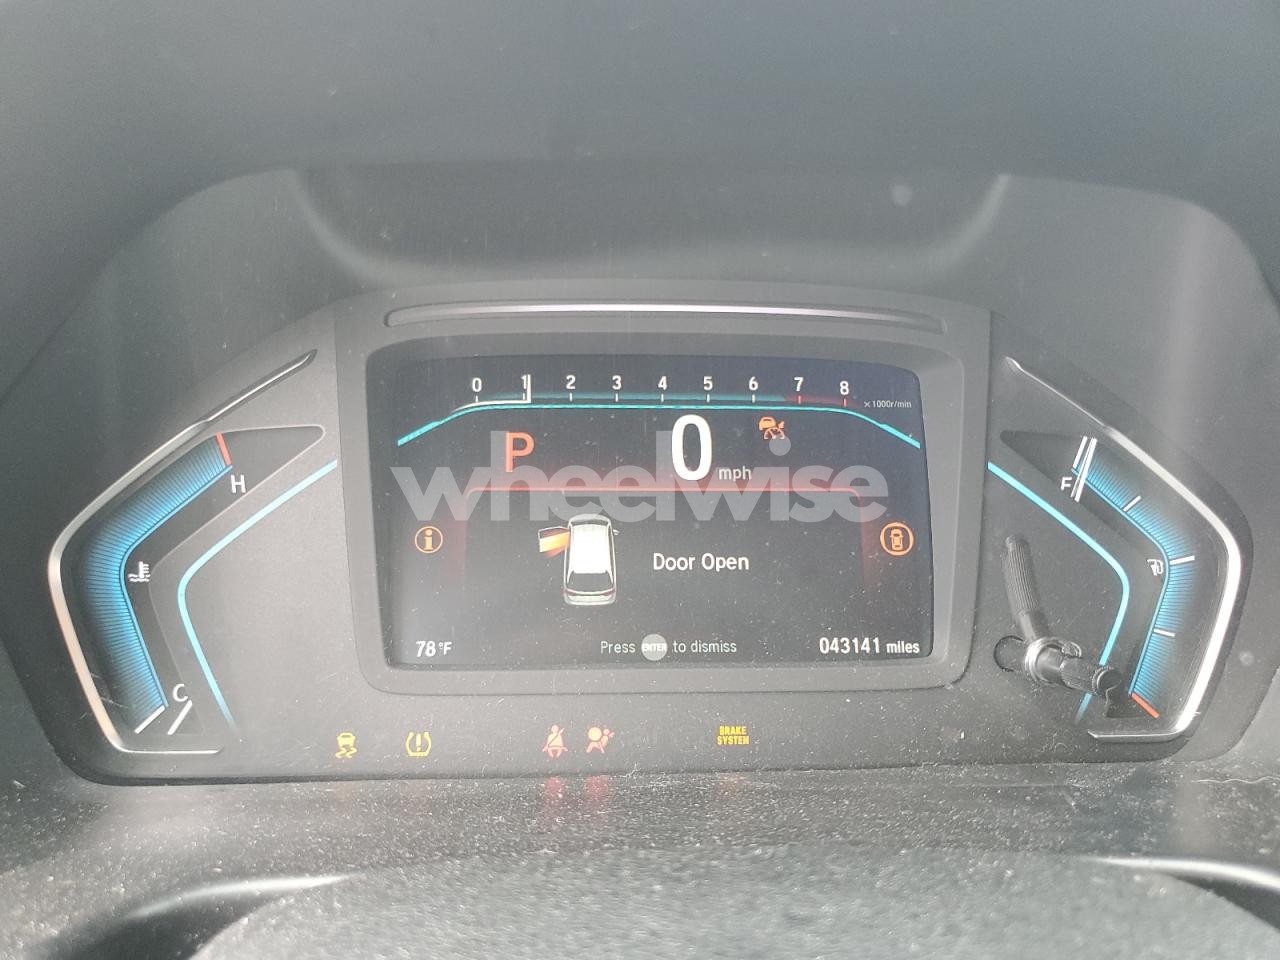 0 1 2 3 4 5 6 7 8
×1000r/min
P 0 mph
wheelwise
H
F
Door Open
78°F
Press ENTER to dismiss
043141 miles
C
BRAKE
SYSTEM